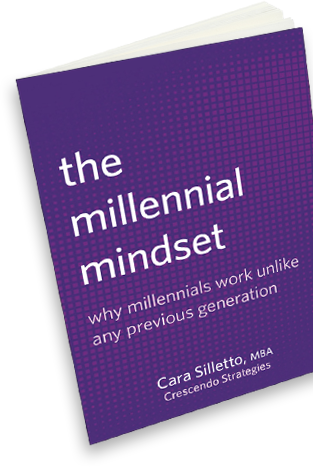 the
millennial
mindset
why millennials work unlike
any previous generation
Cara Silletto, MBA
Crescendo Strategies